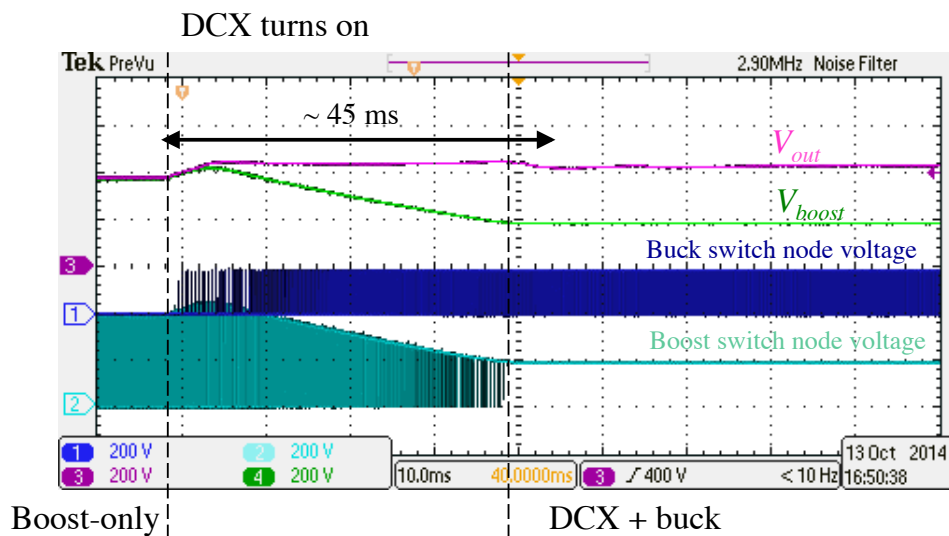 DCX turns on
Tek PreVu 2.90MHz Noise Filter
T T
~ 45 ms
Vout
Vboost
Buck switch node voltage
3
1
Boost switch node voltage
2
1 200 V 2 200 V
3 200 V 4 200 V
10.0ms 40.0000ms
3 400 V < 10 Hz
13 Oct 2014
16:50:38
Boost-only DCX + buck